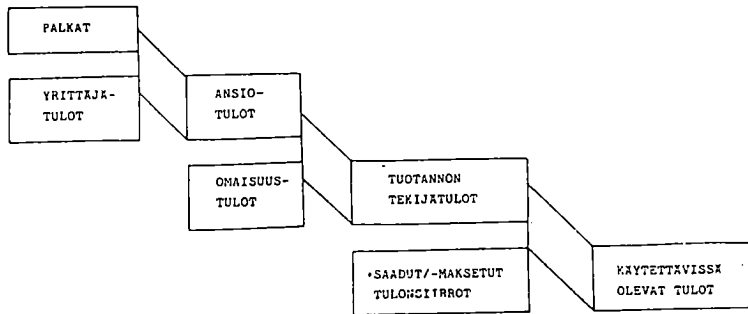 PALKAT
YRITTÄJÄ-
TULOT
ANSIO-
TULOT
OMAISUUS-
TULOT
TUOTANNON
TEKIJÄTULOT
+SAADUT/-MAKSETUT
TULONSIIRROT
KÄYTETTÄVISSÄ
OLEVAT TULOT